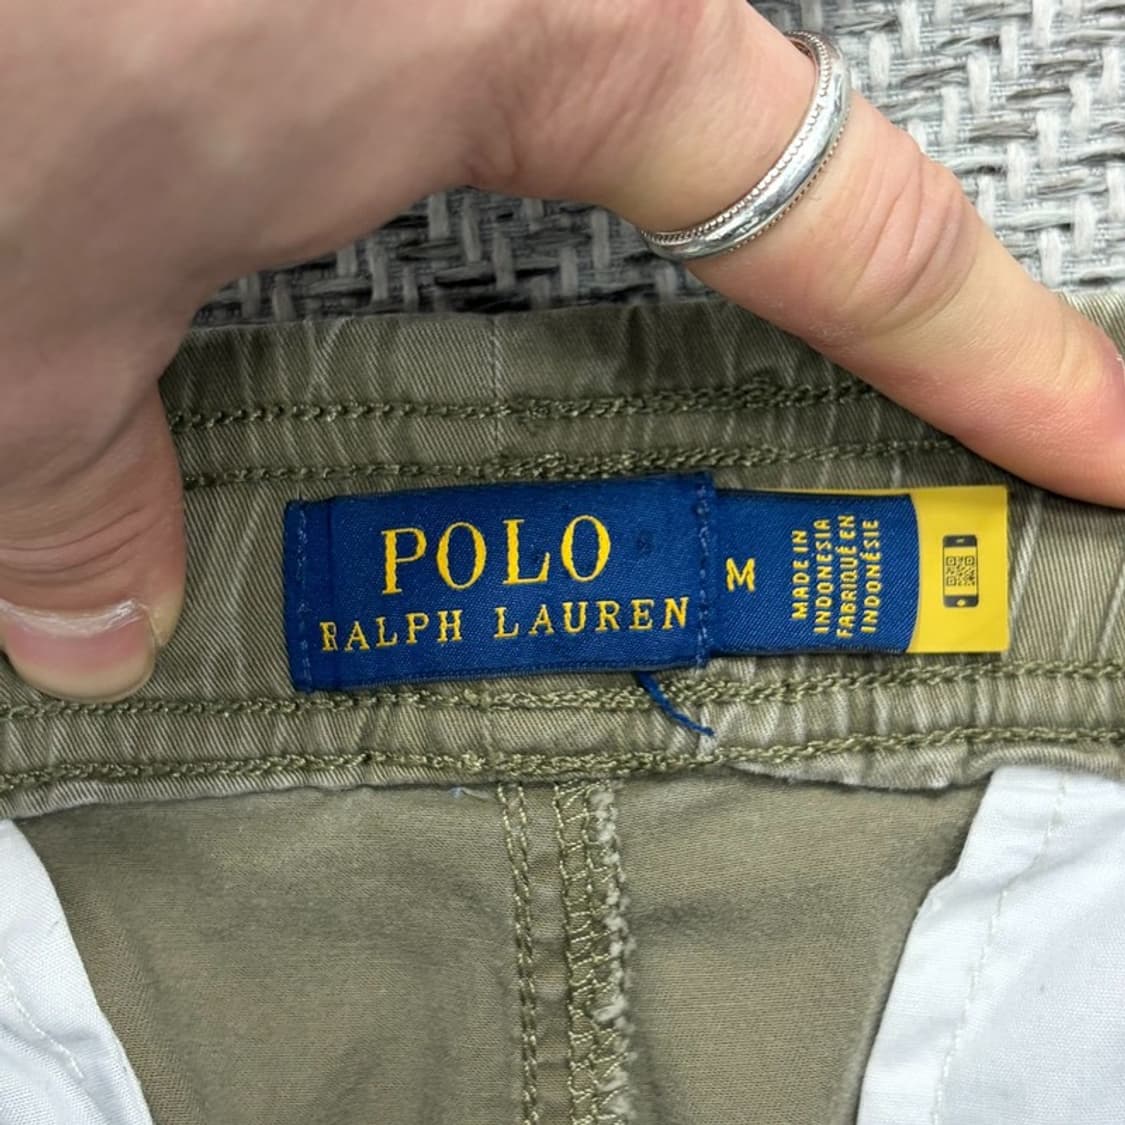 POLO
RALPH LAUREN
M
MADE IN
INDONESIA
FABRIQUÉ EN
INDONÉSIE